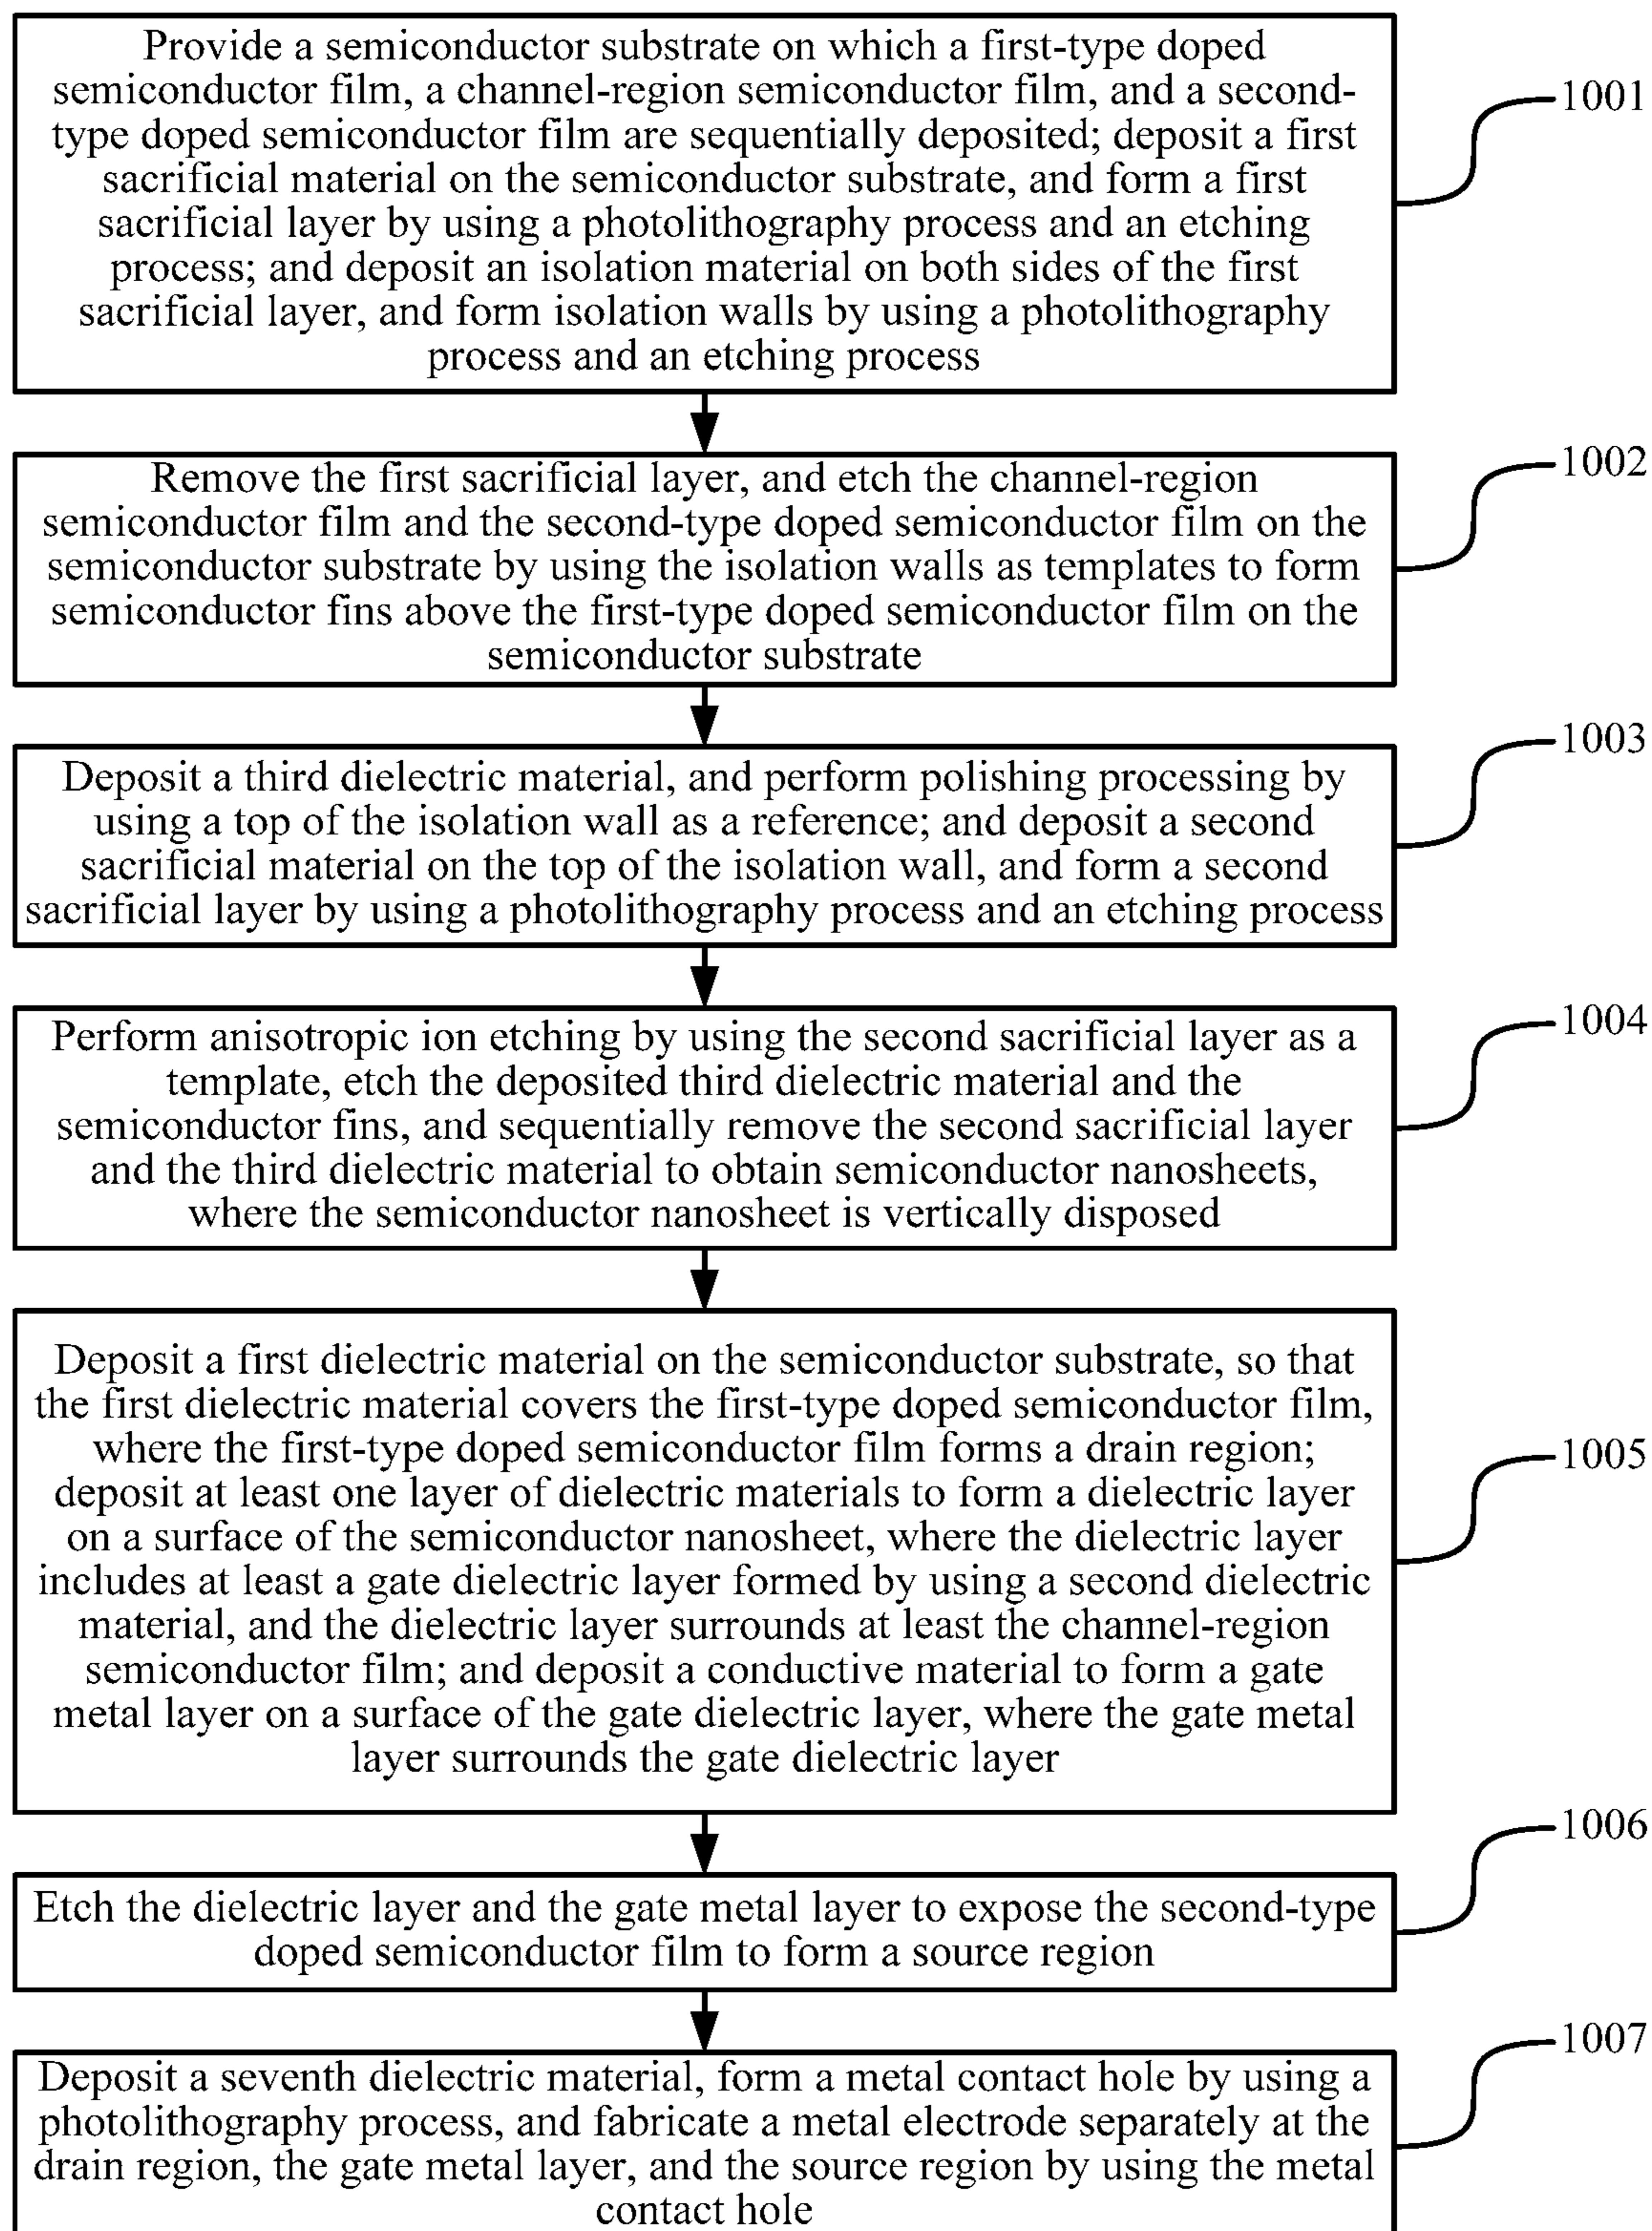 Provide a semiconductor substrate on which a first-type doped
semiconductor film, a channel-region semiconductor film, and a second-
type doped semiconductor film are sequentially deposited; deposit a first
sacrificial material on the semiconductor substrate, and form a first
sacrificial layer by using a photolithography process and an etching
process; and deposit an isolation material on both sides of the first
sacrificial layer, and form isolation walls by using a photolithography
process and an etching process
1001
Remove the first sacrificial layer, and etch the channel-region
semiconductor film and the second-type doped semiconductor film on the
semiconductor substrate by using the isolation walls as templates to form
semiconductor fins above the first-type doped semiconductor film on the
semiconductor substrate
1002
Deposit a third dielectric material, and perform polishing processing by
using a top of the isolation wall as a reference; and deposit a second
sacrificial material on the top of the isolation wall, and form a second
sacrificial layer by using a photolithography process and an etching process
1003
Perform anisotropic ion etching by using the second sacrificial layer as a
template, etch the deposited third dielectric material and the
semiconductor fins, and sequentially remove the second sacrificial layer
and the third dielectric material to obtain semiconductor nanosheets,
where the semiconductor nanosheet is vertically disposed
1004
Deposit a first dielectric material on the semiconductor substrate, so that
the first dielectric material covers the first-type doped semiconductor film,
where the first-type doped semiconductor film forms a drain region;
deposit at least one layer of dielectric materials to form a dielectric layer
on a surface of the semiconductor nanosheet, where the dielectric layer
includes at least a gate dielectric layer formed by using a second dielectric
material, and the dielectric layer surrounds at least the channel-region
semiconductor film; and deposit a conductive material to form a gate
metal layer on a surface of the gate dielectric layer, where the gate metal
layer surrounds the gate dielectric layer
1005
Etch the dielectric layer and the gate metal layer to expose the second-type
doped semiconductor film to form a source region
1006
Deposit a seventh dielectric material, form a metal contact hole by using a
photolithography process, and fabricate a metal electrode separately at the
drain region, the gate metal layer, and the source region by using the metal
contact hole
1007